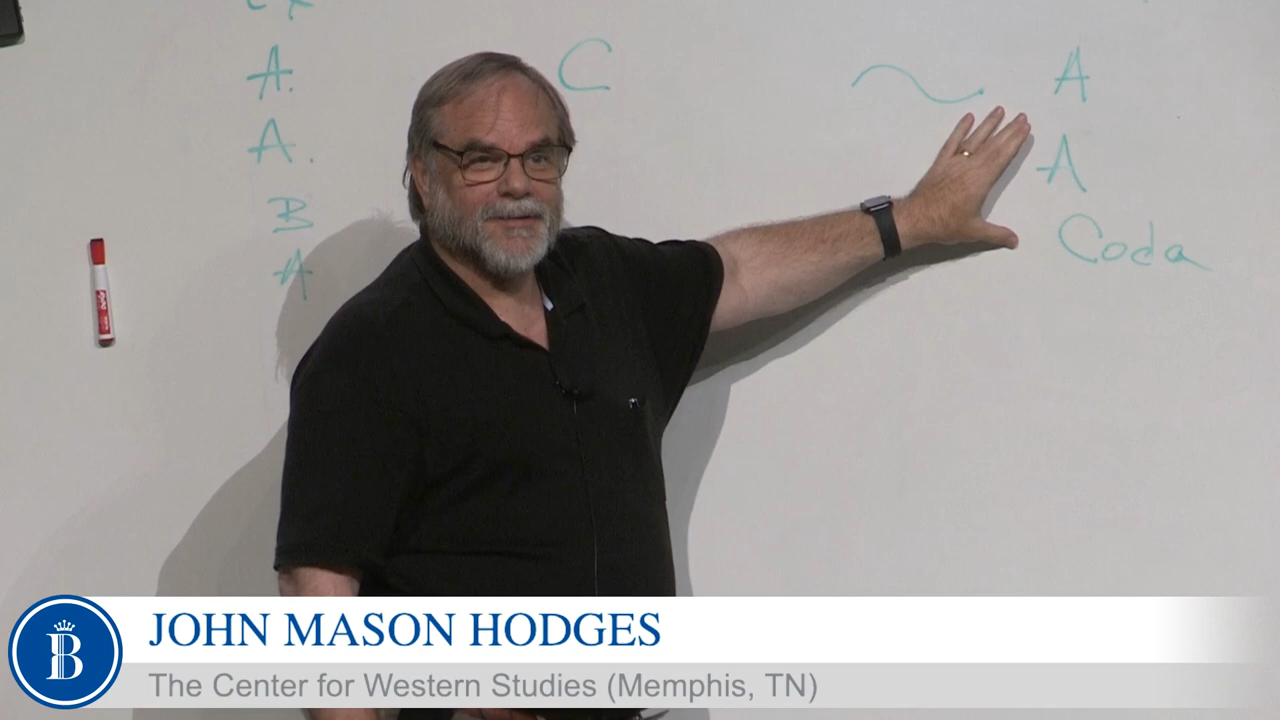 A. C ~ A
A. A
B Coda
A
B
JOHN MASON HODGES
The Center for Western Studies (Memphis, TN)